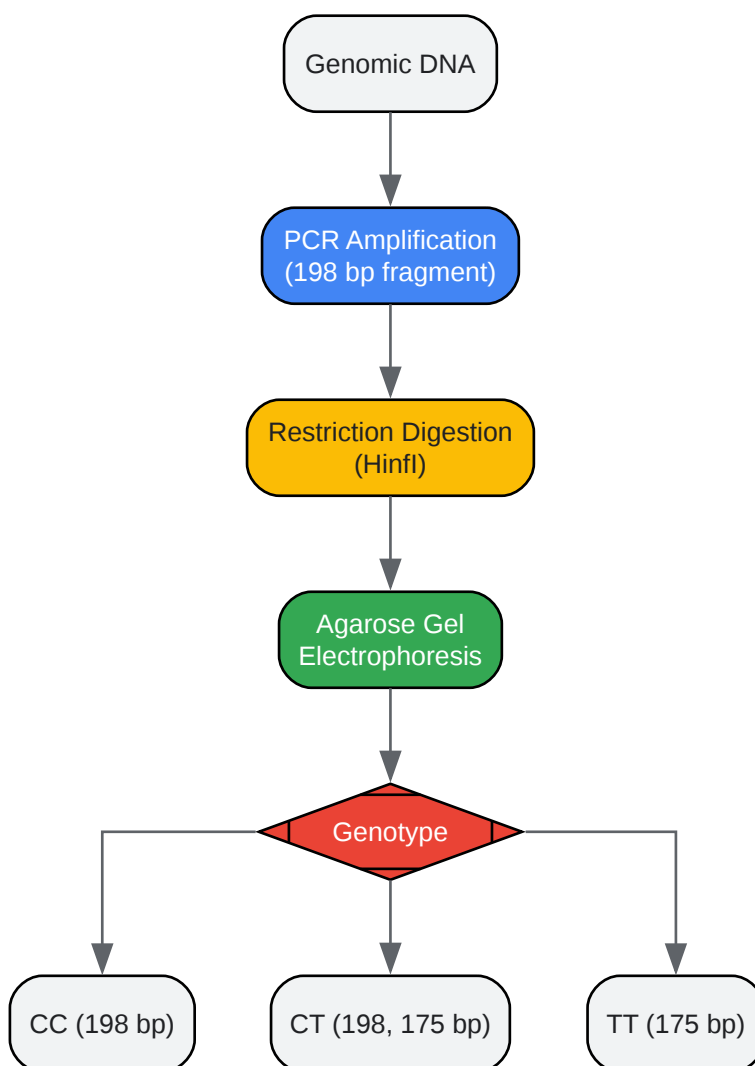 Genomic DNA
PCR Amplification
(198 bp fragment)
Restriction Digestion
(HinfI)
Agarose Gel
Electrophoresis
Genotype
CC (198 bp)
CT (198, 175 bp)
TT (175 bp)